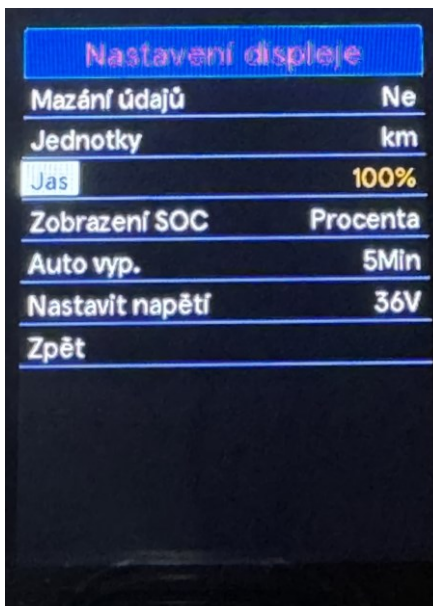 Nastavení displeje
Mazání údajů Ne
Jednotky km
Jas 100%
Zobrazení SOC Procenta
Auto vyp. 5Min
Nastavit napětí 36V
Zpět